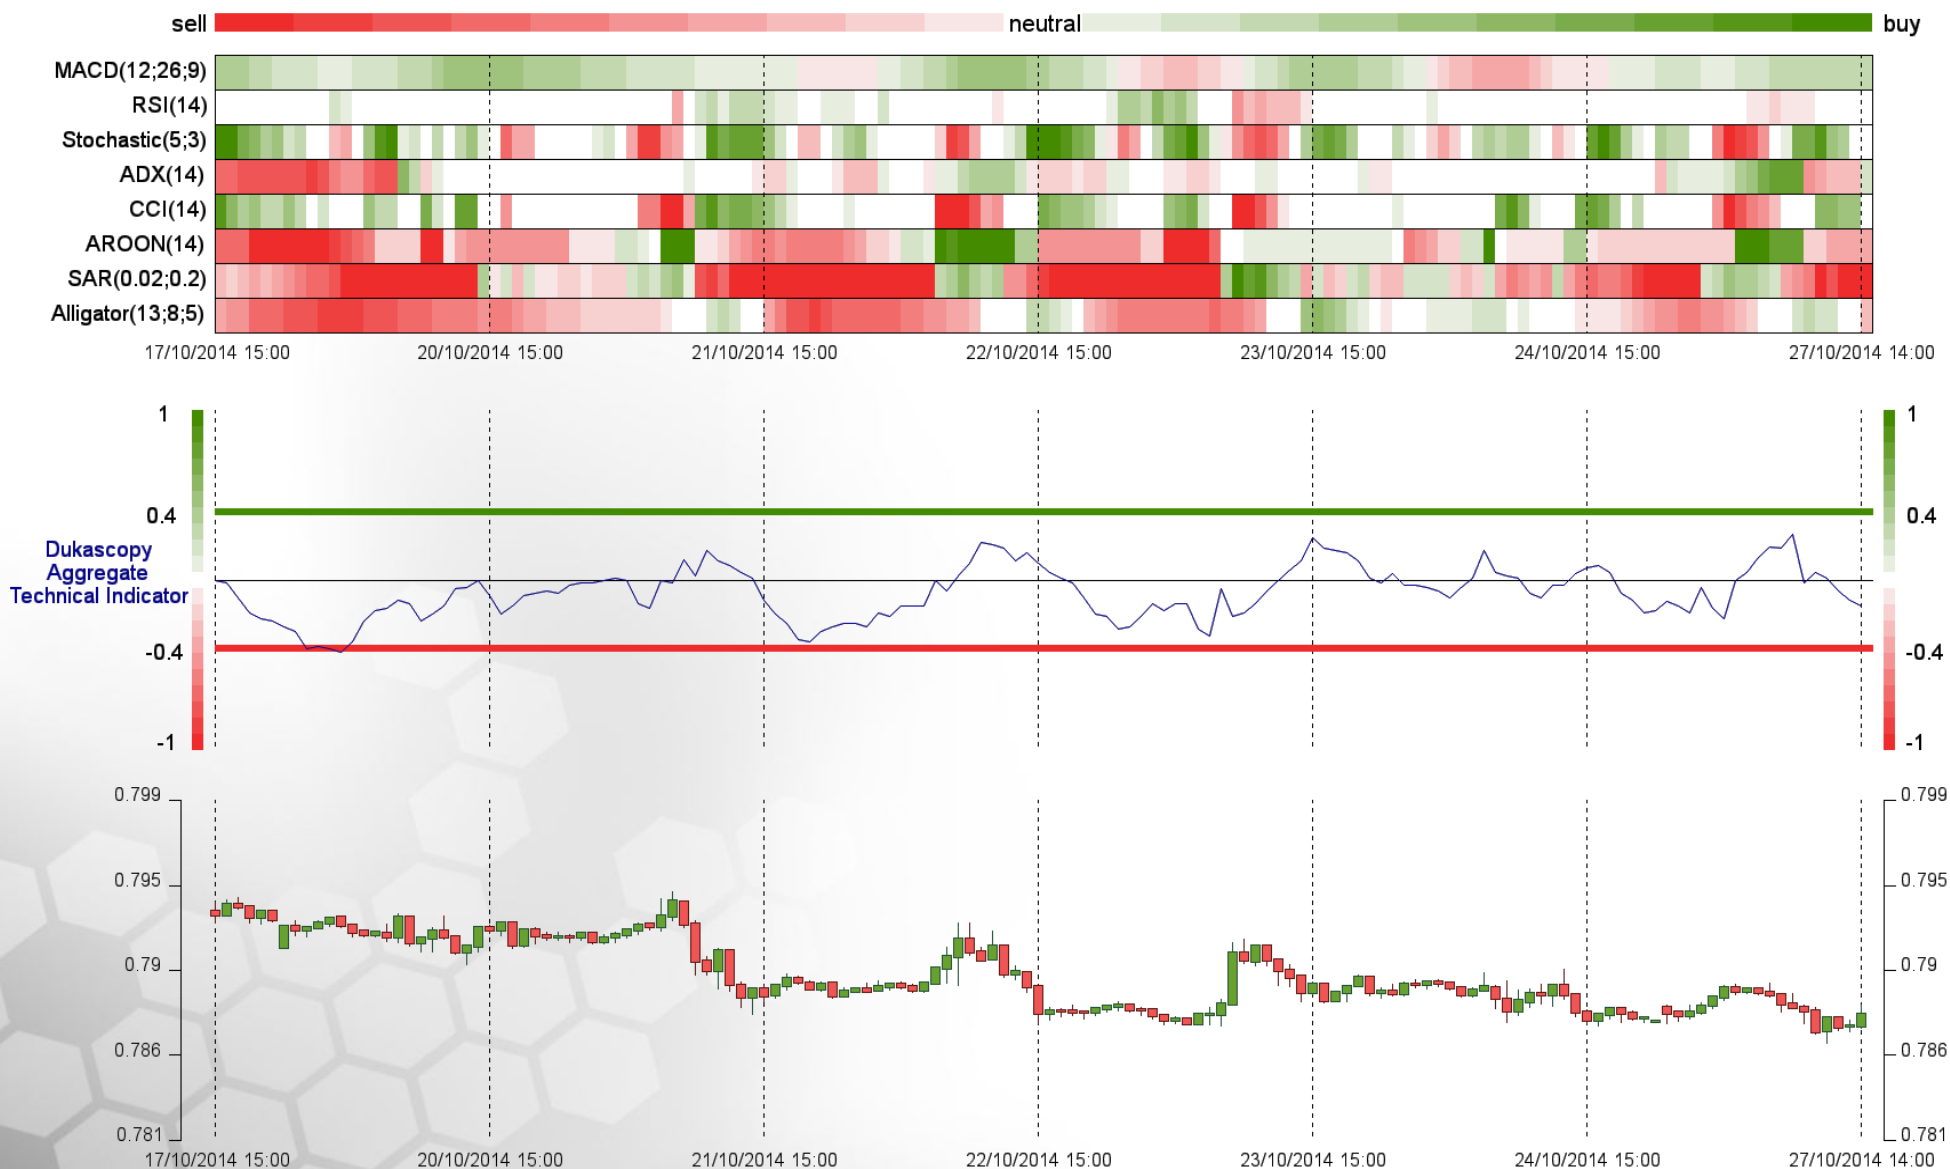 sell neutral buy
MACD(12;26;9)
RSI(14)
Stochastic(5;3)
ADX(14)
CCI(14)
AROON(14)
SAR(0.02;0.2)
Alligator(13;8;5)
17/10/2014 15:00 20/10/2014 15:00 21/10/2014 15:00 22/10/2014 15:00 23/10/2014 15:00 24/10/2014 15:00 27/10/2014 14:00
1 1
0.4 0.4
Dukascopy
Aggregate
Technical Indicator
-0.4 -0.4
-1 -1
0.799 0.799
0.795 0.795
0.79 0.79
0.786 0.786
0.781 0.781
17/10/2014 15:00 20/10/2014 15:00 21/10/2014 15:00 22/10/2014 15:00 23/10/2014 15:00 24/10/2014 15:00 27/10/2014 14:00